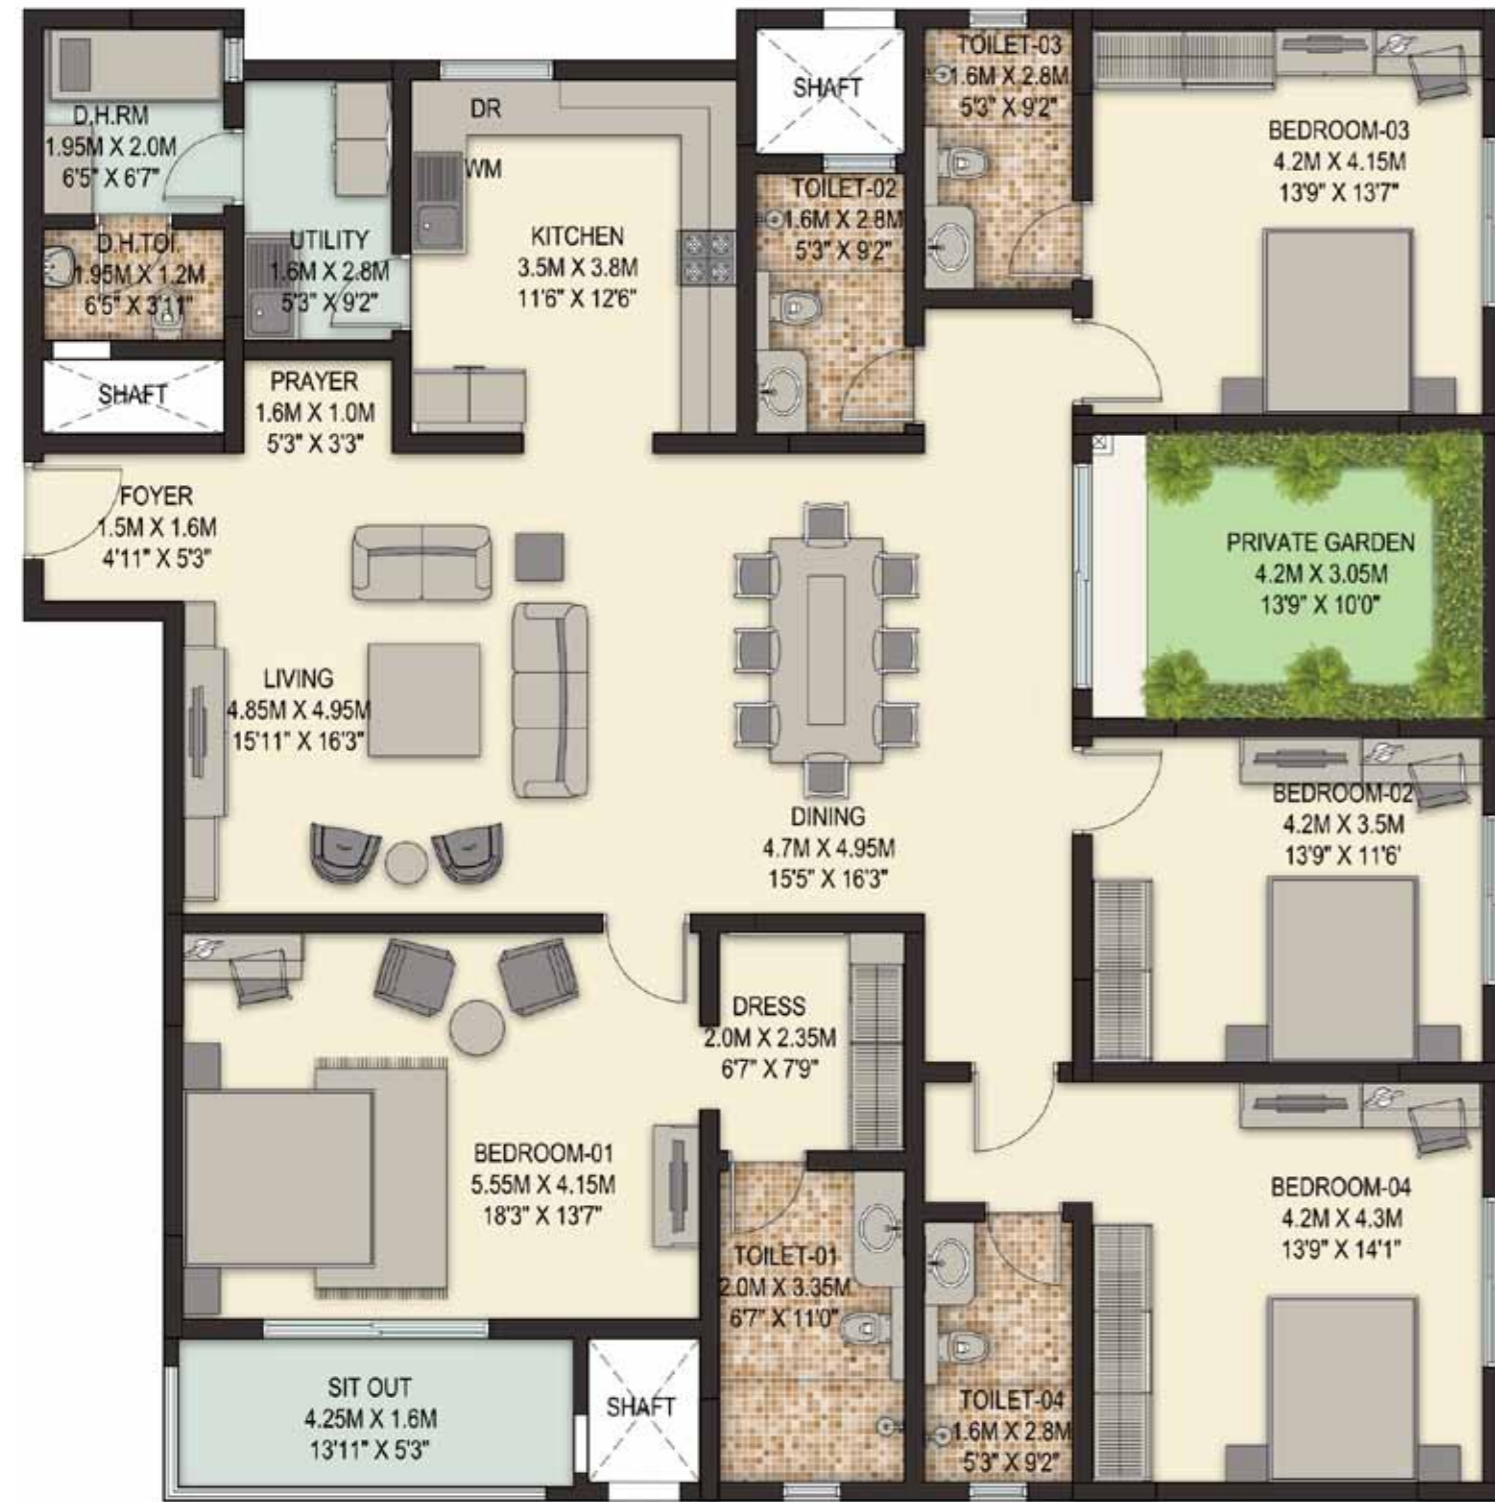 D.H.RM
1.95M X 2.0M
6'5" X 6'7"
D.H.TOI.
1.95M X 1.2M
6'5" X 3'11"
SHAFT
UTILITY
1.6M X 2.8M
5'3" X 9'2"
DR
WM
KITCHEN
3.5M X 3.8M
11'6" X 12'6"
PRAYER
1.6M X 1.0M
5'3" X 3'3"
SHAFT
TOILET-02
1.6M X 2.8M
5'3" X 9'2"
TOILET-03
1.6M X 2.8M
5'3" X 9'2"
BEDROOM-03
4.2M X 4.15M
13'9" X 13'7"
FOYER
1.5M X 1.6M
4'11" X 5'3"
PRIVATE GARDEN
4.2M X 3.05M
13'9" X 10'0"
LIVING
4.85M X 4.95M
15'11" X 16'3"
DINING
4.7M X 4.95M
15'5" X 16'3"
BEDROOM-02
4.2M X 3.5M
13'9" X 11'6'
DRESS
2.0M X 2.35M
6'7" X 7'9"
BEDROOM-01
5.55M X 4.15M
18'3" X 13'7"
BEDROOM-04
4.2M X 4.3M
13'9" X 14'1"
TOILET-01
2.0M X 3.35M
6'7" X 11'0"
SIT OUT
4.25M X 1.6M
13'11" X 5'3"
SHAFT
TOILET-04
1.6M X 2.8M
5'3" X 9'2"